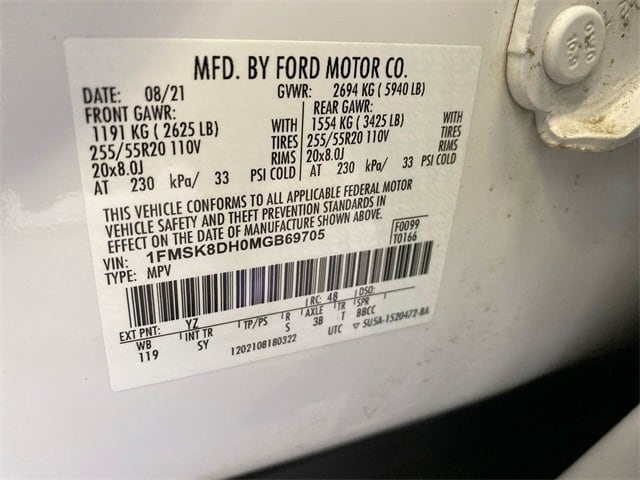 MFD. BY FORD MOTOR CO.
DATE: 08/21 GVWR: 2694 KG ( 5940 LB)
FRONT GAWR: REAR GAWR:
1191 KG ( 2625 LB) WITH 1554 KG ( 3425 LB) WITH
255/55R20 110V TIRES 255/55R20 110V TIRES
20x8.0J RIMS 20x8.0J RIMS
AT 230 kPa/ 33 PSI COLD AT 230 kPa/ 33 PSI COLD
THIS VEHICLE CONFORMS TO ALL APPLICABLE FEDERAL MOTOR
VEHICLE SAFETY AND THEFT PREVENTION STANDARDS IN
EFFECT ON THE DATE OF MANUFACTURE SHOWN ABOVE.
VIN: 1FMSK8DH0MGB69705 F0099
TYPE: MPV T0166
RC: 48 DSO:
EXT PNT: YZ INT TR TP/PS R AXLE TR SPR
WB SY S 3B T BBCC
119 1202108180322 UTC 5U5A-1520472-BA